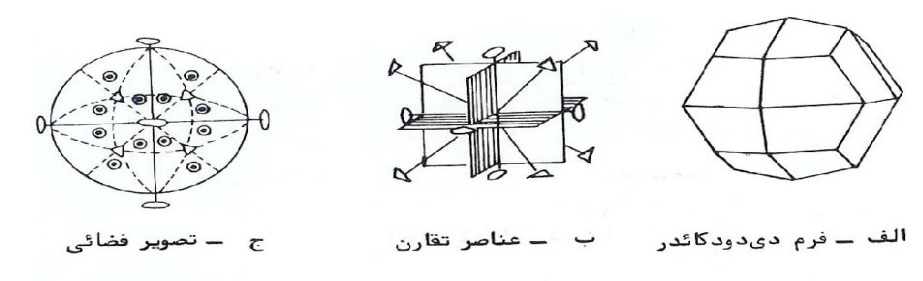 الف – فرم دی‌دودکائدر
ب – عناصر تقارن
ج – تصویر فضائی